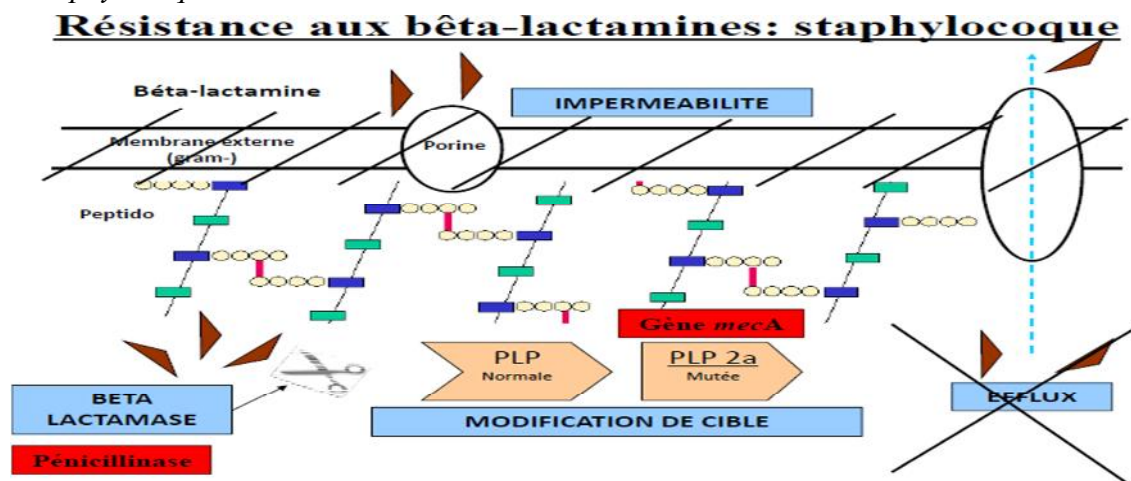 Résistance aux bêta-lactamines: staphylocoque
Béta-lactamine
IMPERMEABILITE
Membrane externe
(gram-)
Porine
Peptido
Gène mecA
PLP
Normale
PLP 2a
Mutée
BETA
LACTAMASE
EFFLUX
MODIFICATION DE CIBLE
Pénicillinase